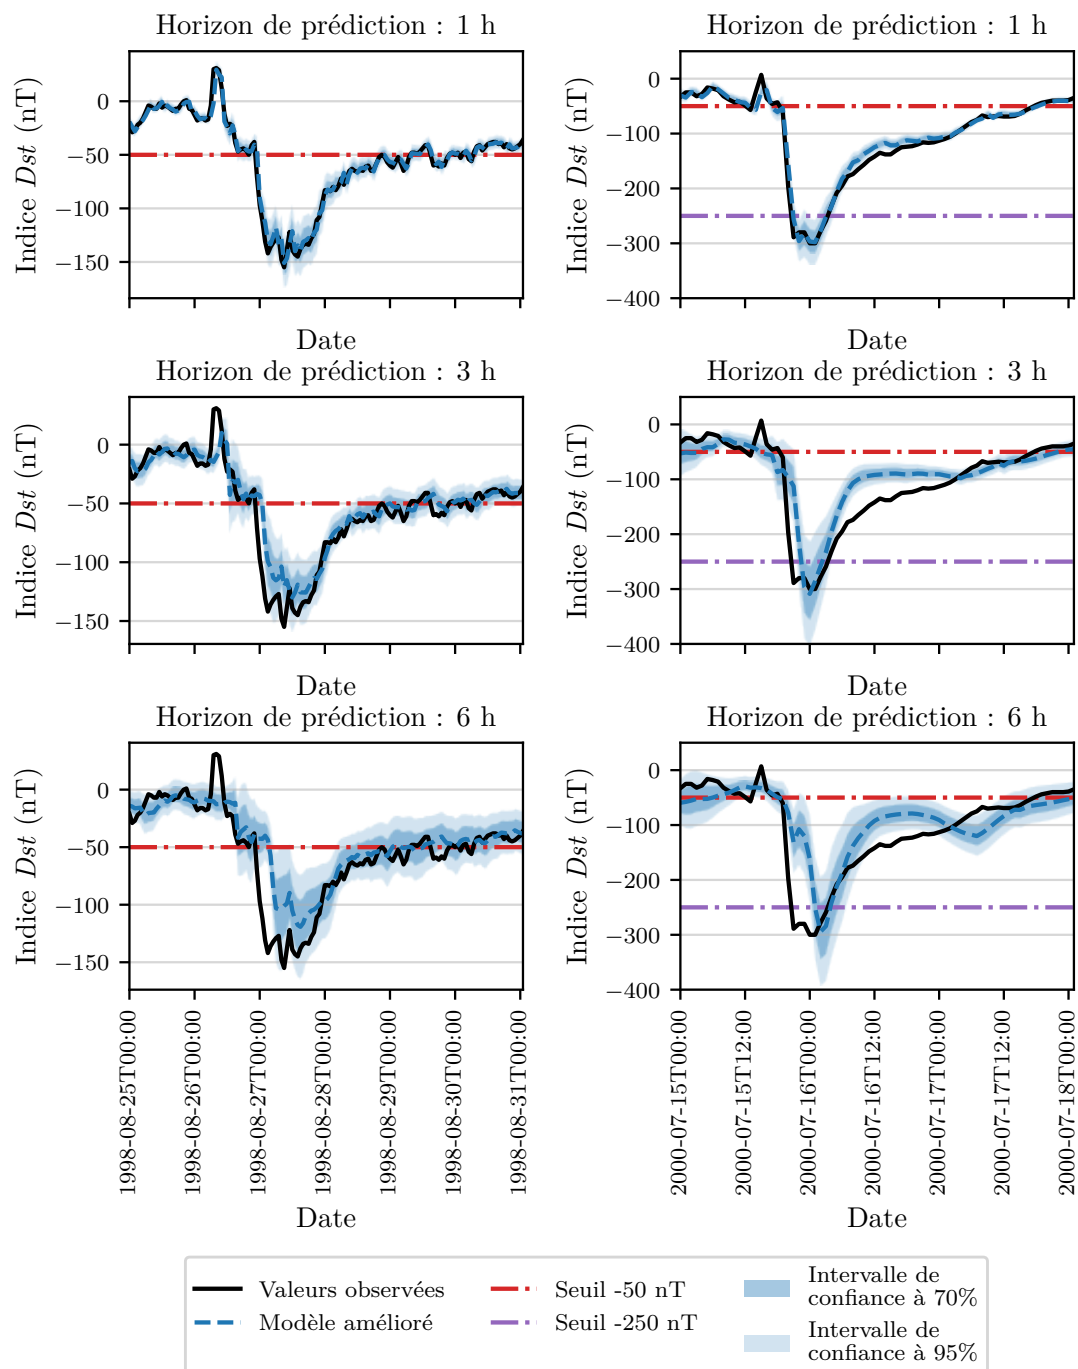 Horizon de prédiction : 1 h
Horizon de prédiction : 1 h
Indice Dst (nT)
0
−50
−100
−150
Date
Indice Dst (nT)
0
−100
−200
−300
−400
Date
Horizon de prédiction : 3 h
Horizon de prédiction : 3 h
Indice Dst (nT)
0
−50
−100
−150
Date
Indice Dst (nT)
0
−100
−200
−300
−400
Date
Horizon de prédiction : 6 h
Horizon de prédiction : 6 h
Indice Dst (nT)
0
−50
−100
−150
1998-08-25T00:00
1998-08-26T00:00
1998-08-27T00:00
1998-08-28T00:00
1998-08-29T00:00
1998-08-30T00:00
1998-08-31T00:00
Date
Indice Dst (nT)
0
−100
−200
−300
−400
2000-07-15T00:00
2000-07-15T12:00
2000-07-16T00:00
2000-07-16T12:00
2000-07-17T00:00
2000-07-17T12:00
2000-07-18T00:00
Date
Valeurs observées
Modèle amélioré
Seuil -50 nT
Seuil -250 nT
Intervalle de
confiance à 70%
Intervalle de
confiance à 95%